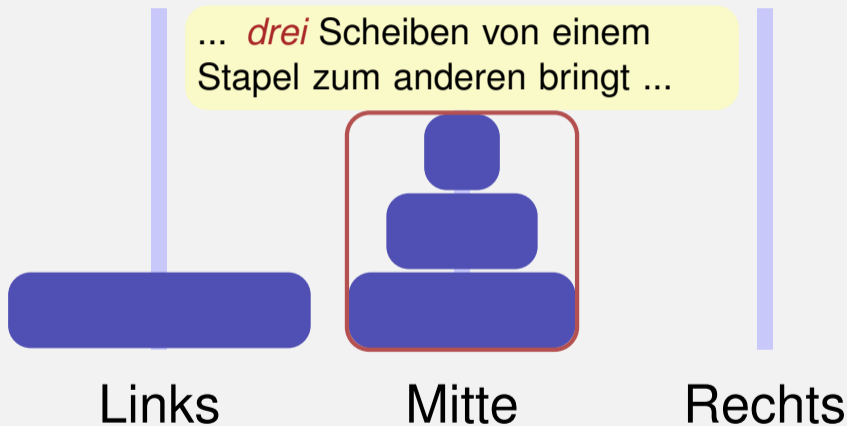 ... drei Scheiben von einem
Stapel zum anderen bringt ...
Links Mitte Rechts